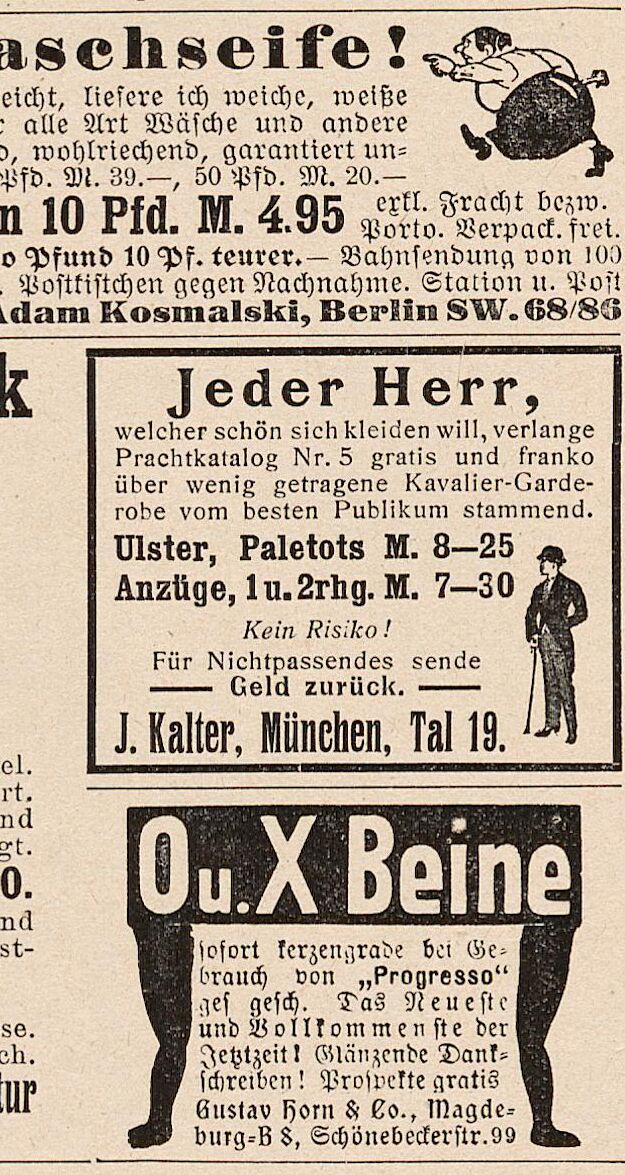 aschseife!
eicht, liefere ich weiche, weiße
r alle Art Wäsche und andere
d, wohlriechend, garantiert un=
Pfd. M. 39.—, 50 Pfd. M. 20.—
n 10 Pfd. M. 4.95 exkl. Fracht bezw.
Porto. Verpack. frei.
o Pfund 10 Pf. teurer.— Bahnsendung von 100
. Postkistchen gegen Nachnahme. Station u. Post
Adam Kosmalski, Berlin SW. 68/86
k
Jeder Herr,
welcher schön sich kleiden will, verlange
Prachtkatalog Nr. 5 gratis und franko
über wenig getragene Kavalier-Garde-
robe vom besten Publikum stammend.
Ulster, Paletots M. 8—25
Anzüge, 1 u. 2rhg. M. 7—30
Kein Risiko!
Für Nichtpassendes sende
Geld zurück.
J. Kalter, München, Tal 19.
el.
rt.
nd
gt.
0.
nd
st-
se.
ch.
tur
O u. X Beine
sofort kerzengrade bei Ge=
brauch von „Progresso“
ges gesch. Das Neueste
und Vollkommenste der
Jetztzeit! Glänzende Dank=
schreiben! Prospekte gratis
Gustav Horn & Co., Magde=
burg=B 8, Schönebeckerstr. 99